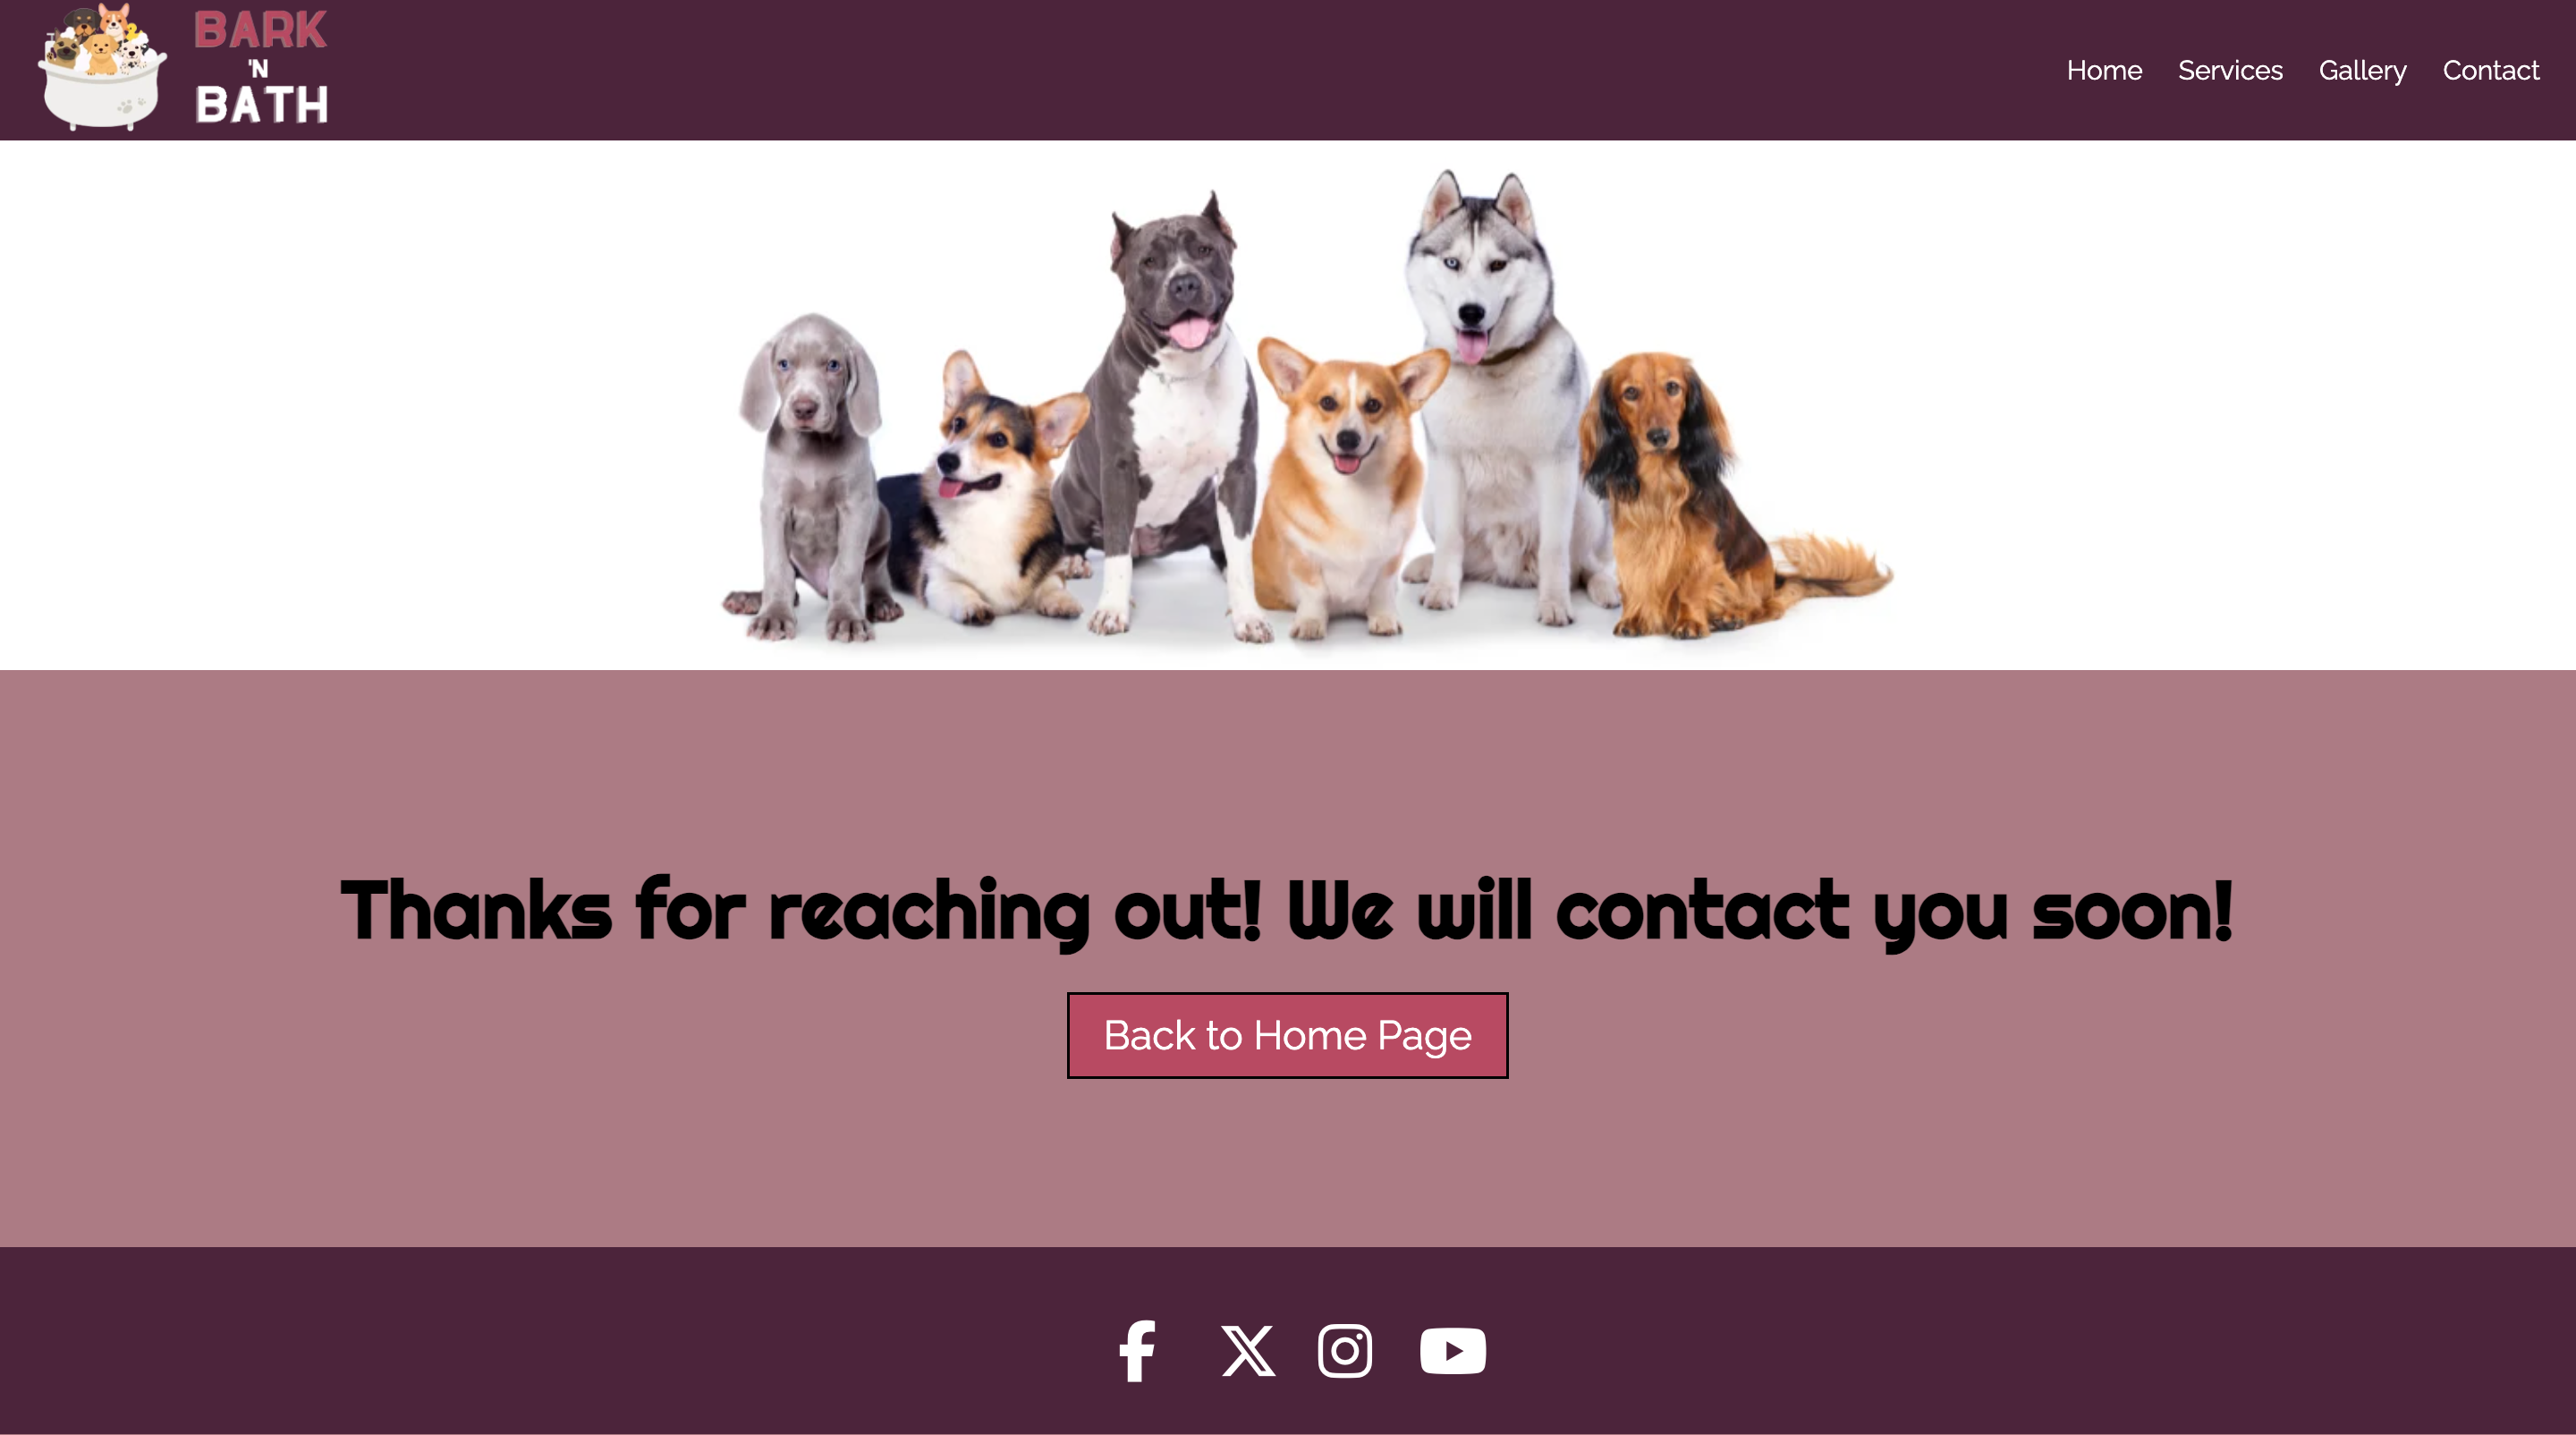 BARK
'N
BATH
Home Services Gallery Contact
Thanks for reaching out! We will contact you soon!
Back to Home Page